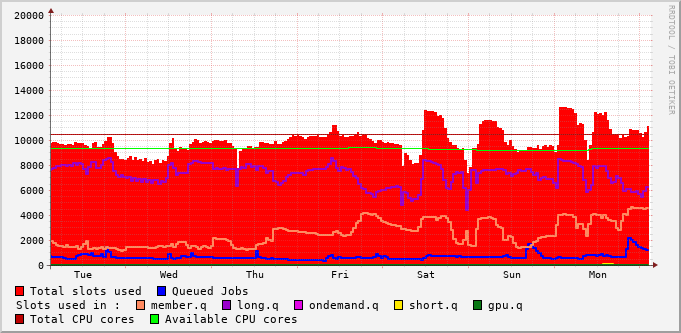 RRDTOOL / TOBI OETIKER
20000
18000
16000
14000
12000
10000
8000
6000
4000
2000
0
Tue Wed Thu Fri Sat Sun Mon
Total slots used Queued Jobs
Slots used in : member.q long.q ondemand.q short.q gpu.q
Total CPU cores Available CPU cores